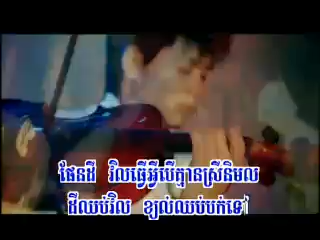 ផែនដី វិលធ្វើអ្វីបើគ្មានស្រីនិមល
ដីឈប់វិល ខ្យល់ឈប់បក់ទៅ